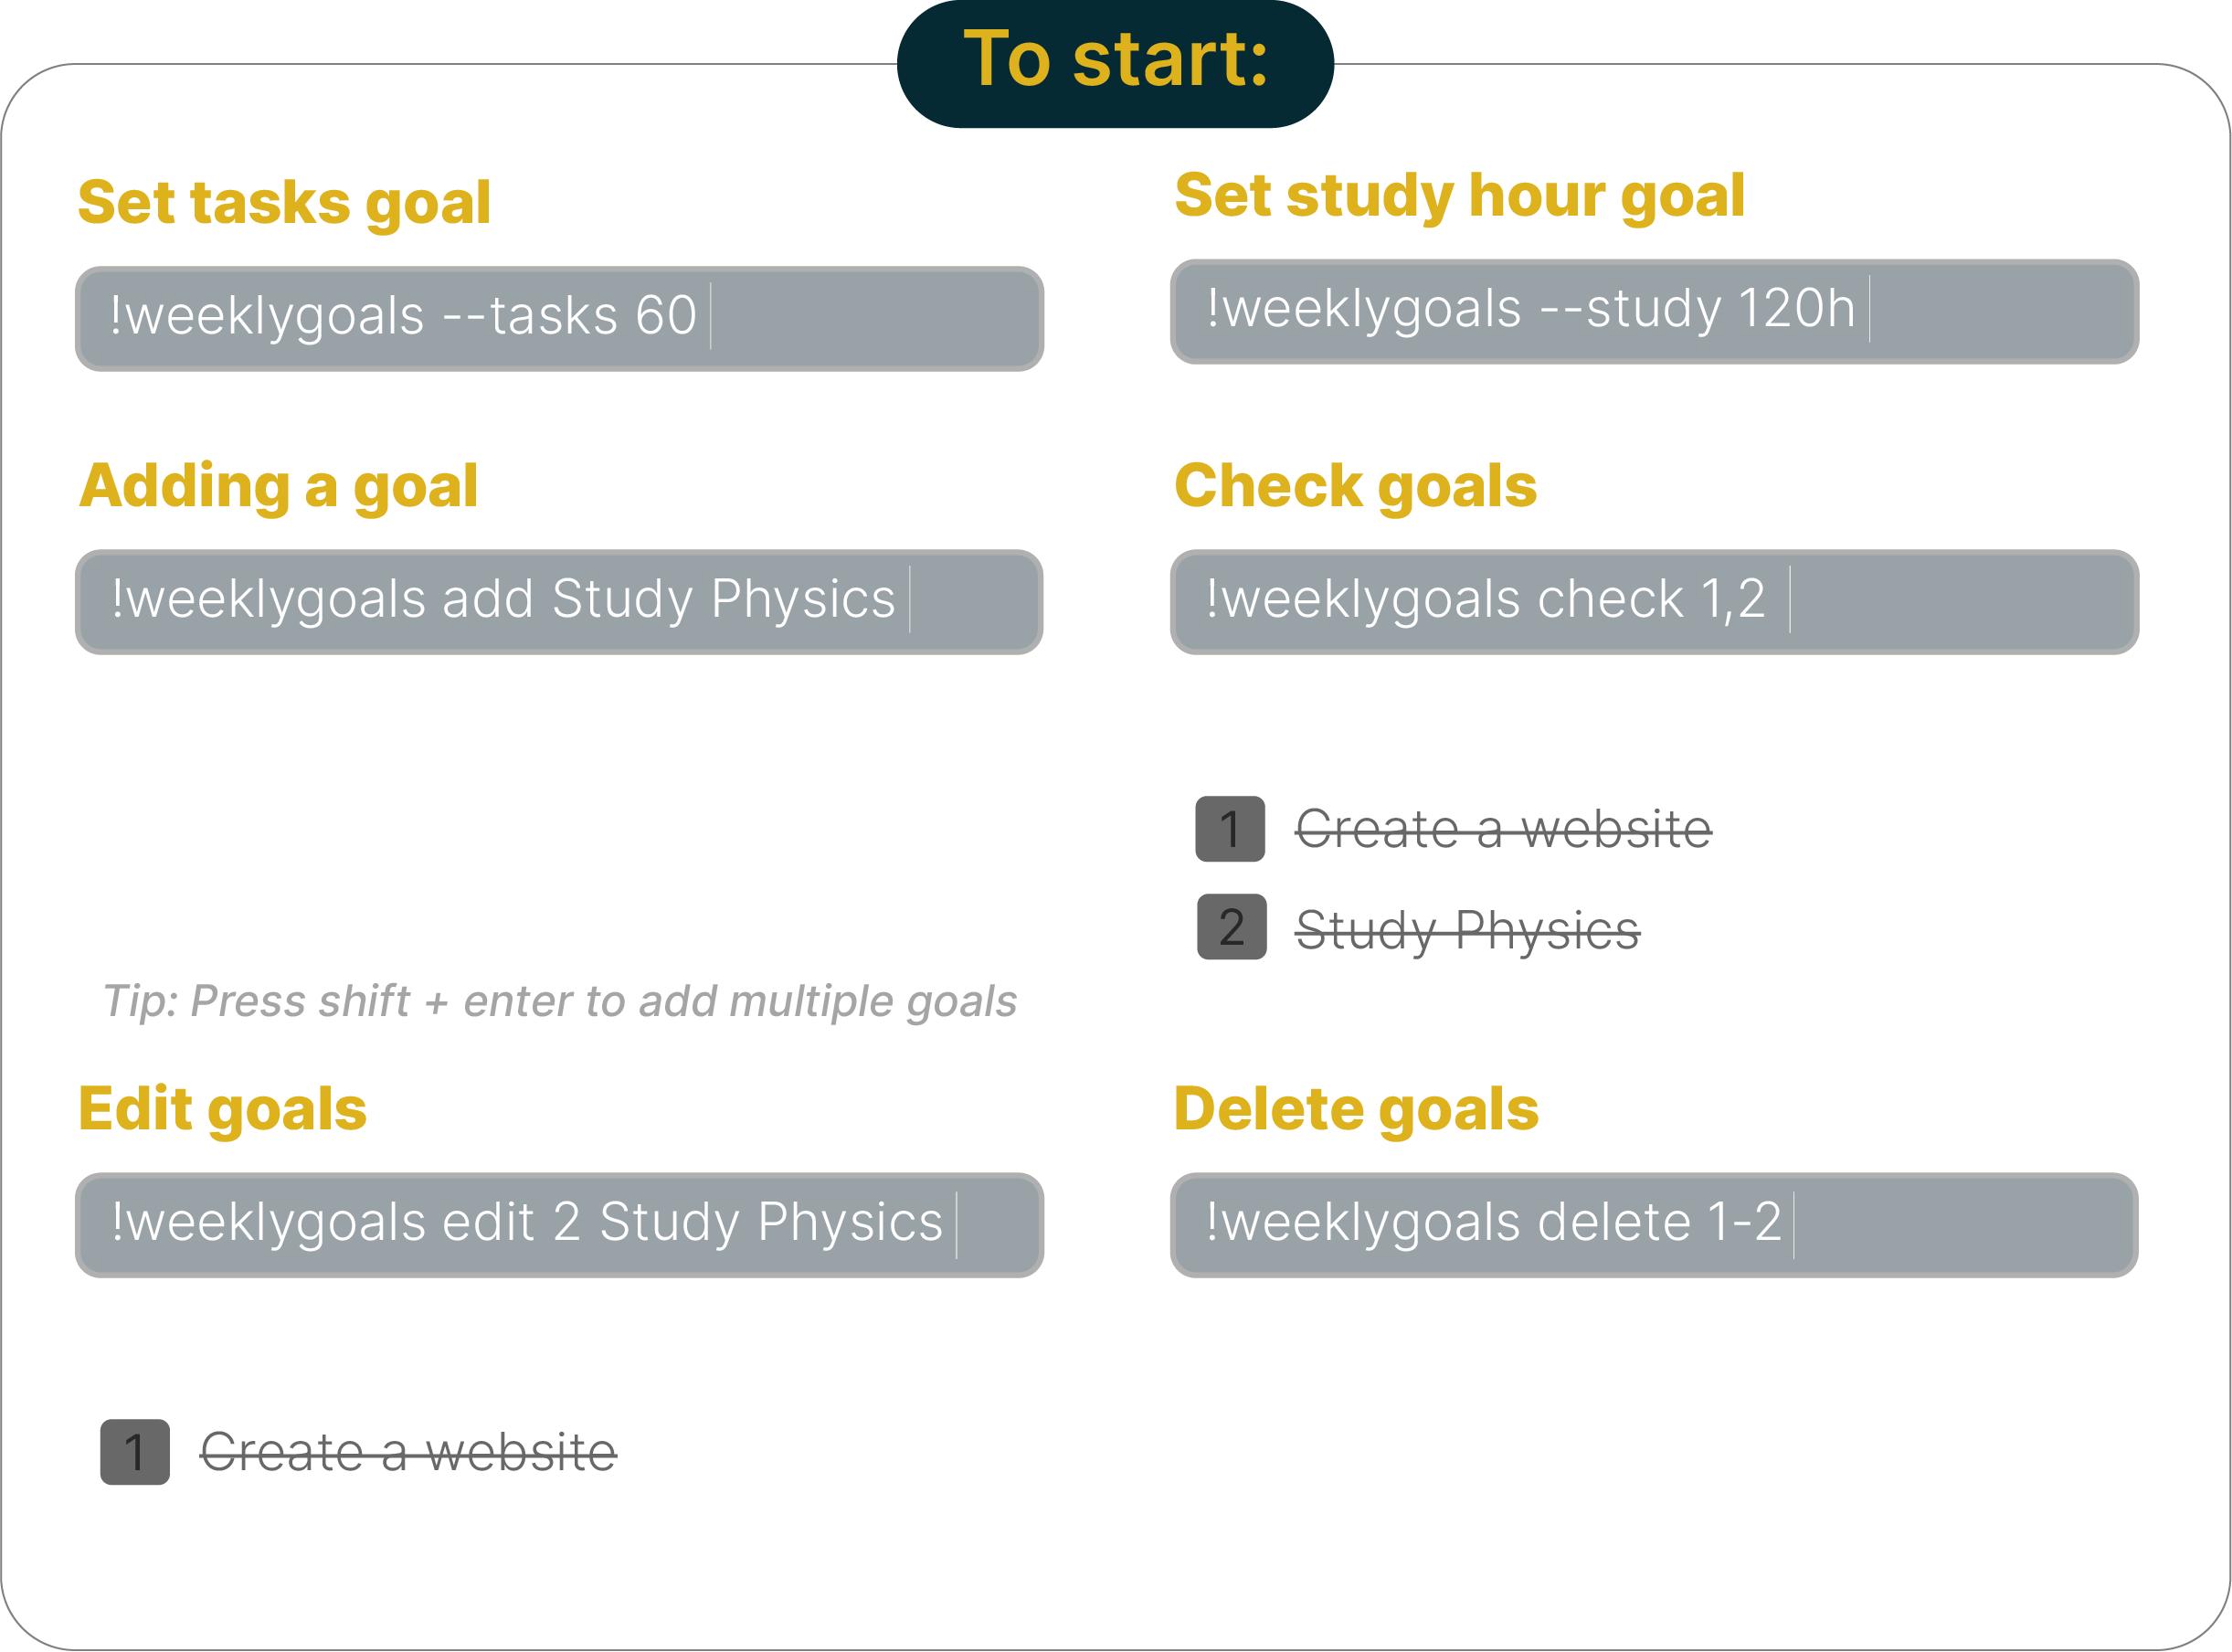 To start:
Set tasks goal
!weeklygoals --tasks 60
Set study hour goal
!weeklygoals --study 120h
Adding a goal
!weeklygoals add Study Physics
Tip: Press shift + enter to add multiple goals
Check goals
!weeklygoals check 1,2
1 Create a website
2 Study Physics
Edit goals
!weeklygoals edit 2 Study Physics
1 Create a website
Delete goals
!weeklygoals delete 1-2